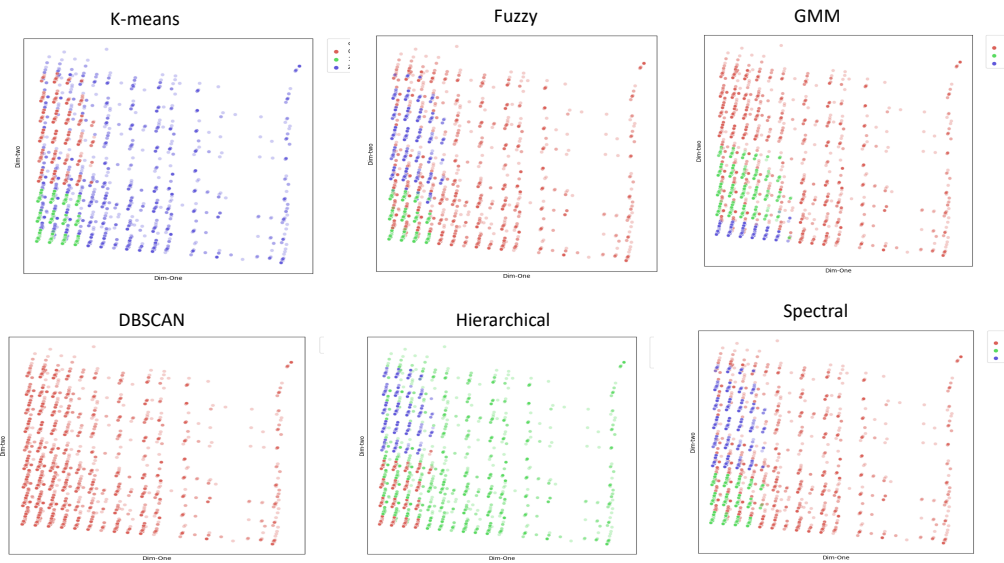 K-means
Fuzzy
GMM
Dim-two
Dim-two
Dim-two
Dim-One
Dim-One
Dim-One
DBSCAN
Hierarchical
Spectral
Dim-two
Dim-two
Dim-two
Dim-One
Dim-One
Dim-One